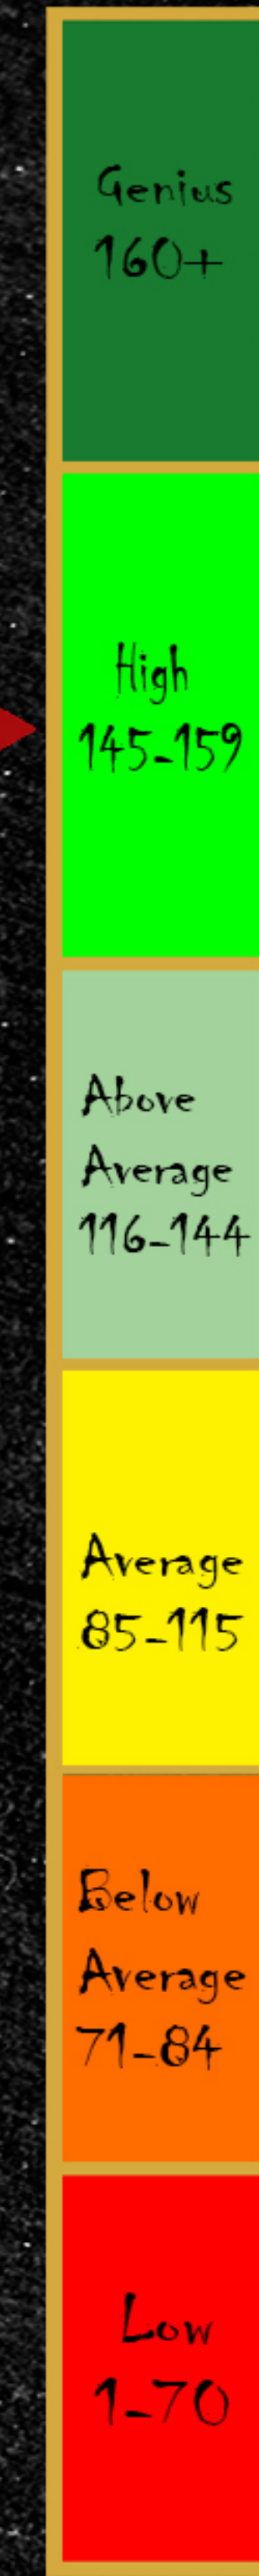 Genius
160+
High
145-159
Above
Average
116-144
Average
85-115
Below
Average
71-84
Low
1-70